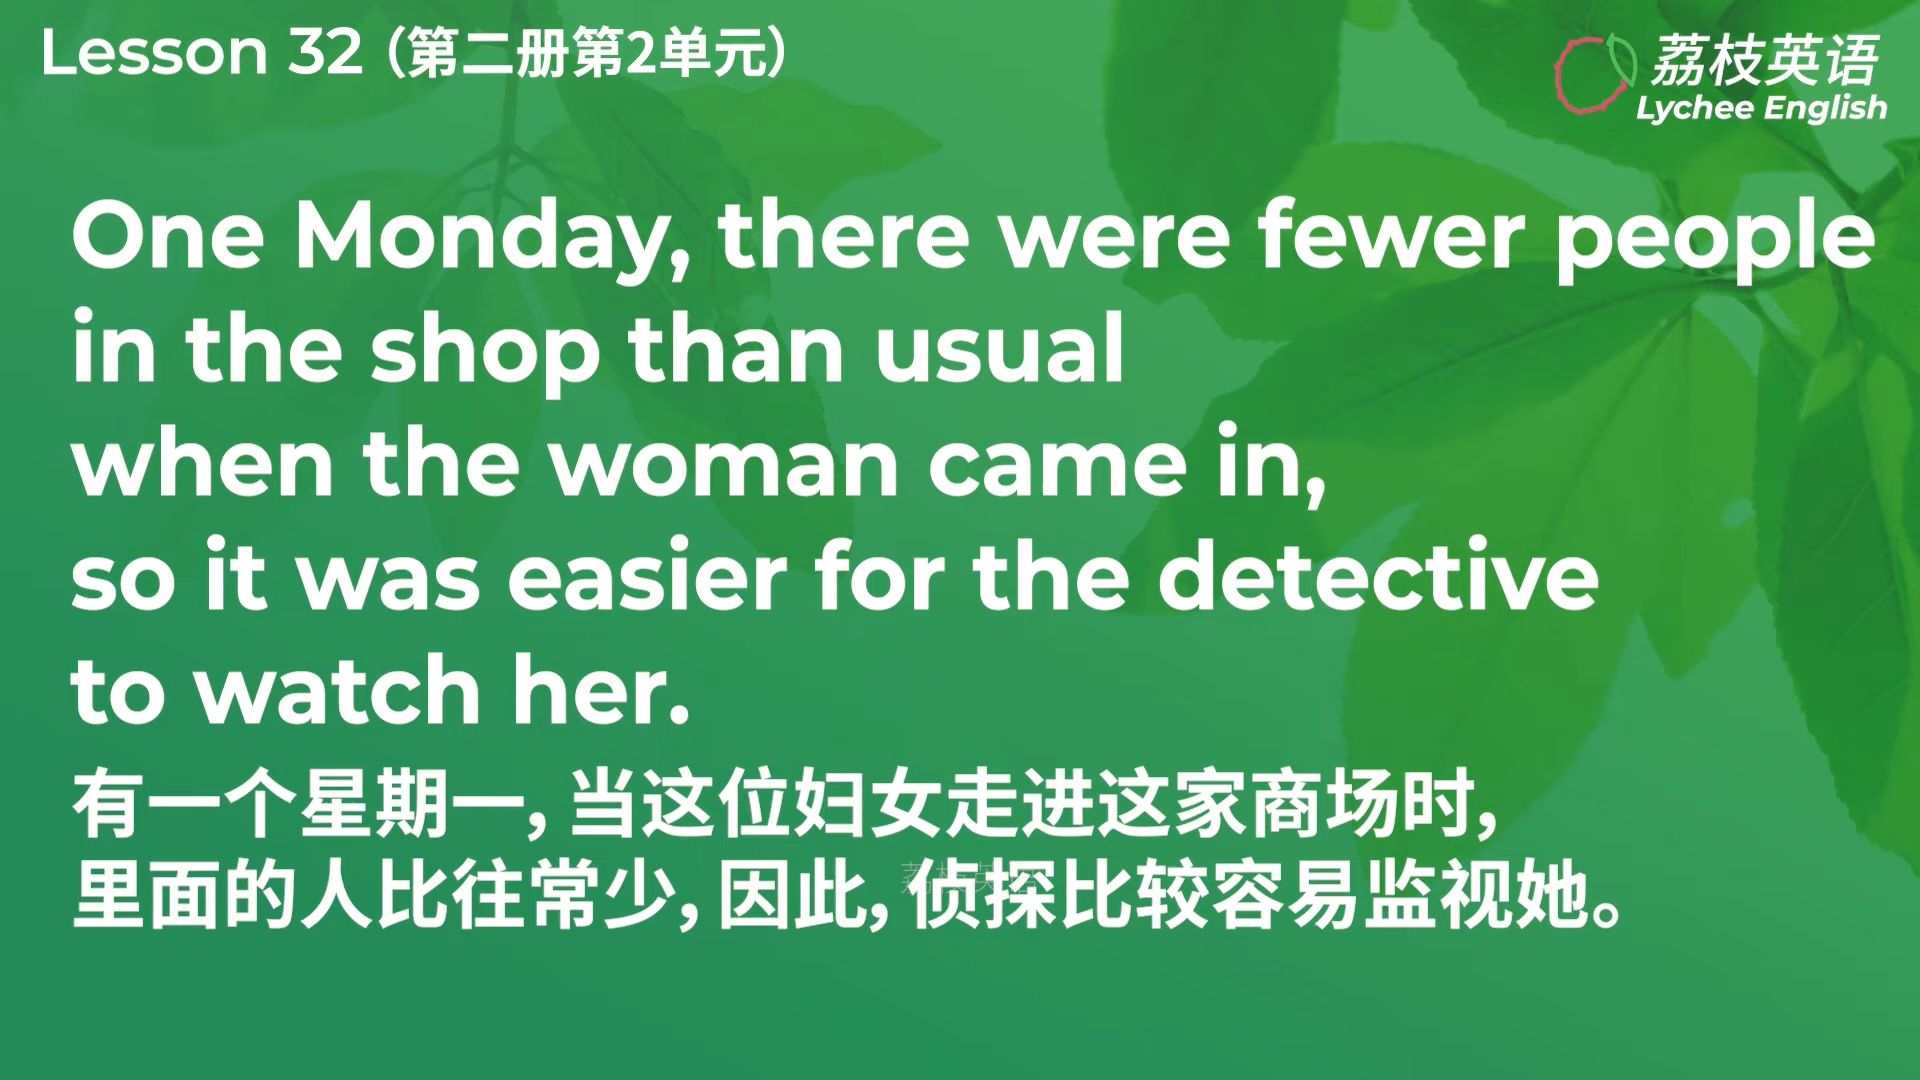 Lesson 32（第二册第2单元）
荔枝英语
Lychee English
One Monday, there were fewer people
in the shop than usual
when the woman came in,
so it was easier for the detective
to watch her.
有一个星期一，当这位妇女走进这家商场时，
里面的人比往常少，因此，侦探比较容易监视她。